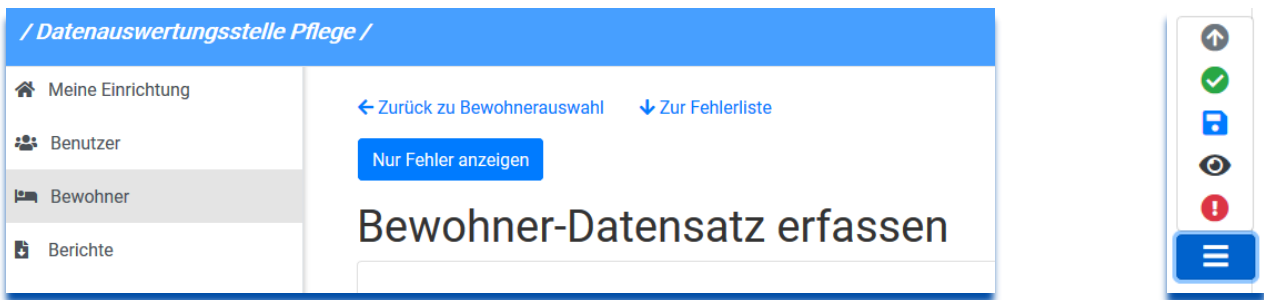 / Datenauswertungsstelle Pflege /
Meine Einrichtung
Benutzer
Bewohner
Berichte
Zurück zu Bewohnerauswahl Zur Fehlerliste
Nur Fehler anzeigen
Bewohner-Datensatz erfassen